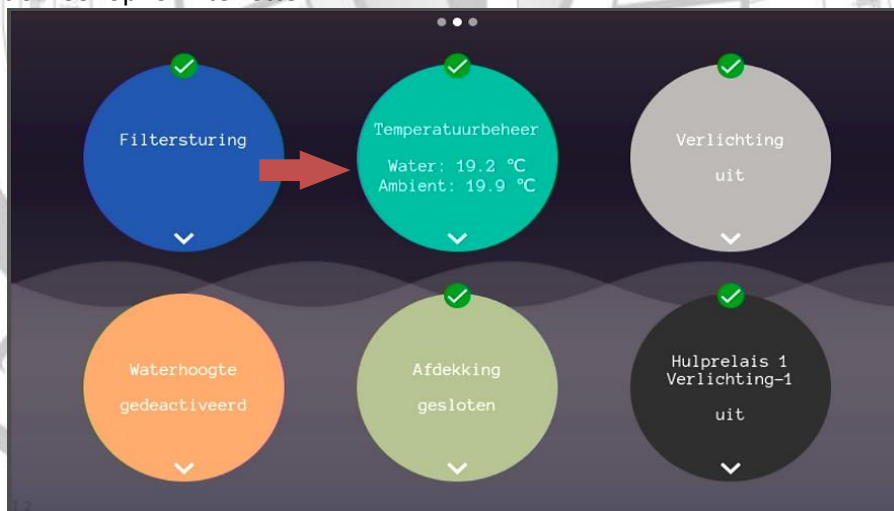 Filtersturing
Temperatuurbeheer
Water: 19.2 °C
Ambient: 19.9 °C
Verlichting
uit
Waterhoogte
gedeactiveerd
Afdekking
gesloten
Hulprelais 1
Verlichting-1
uit